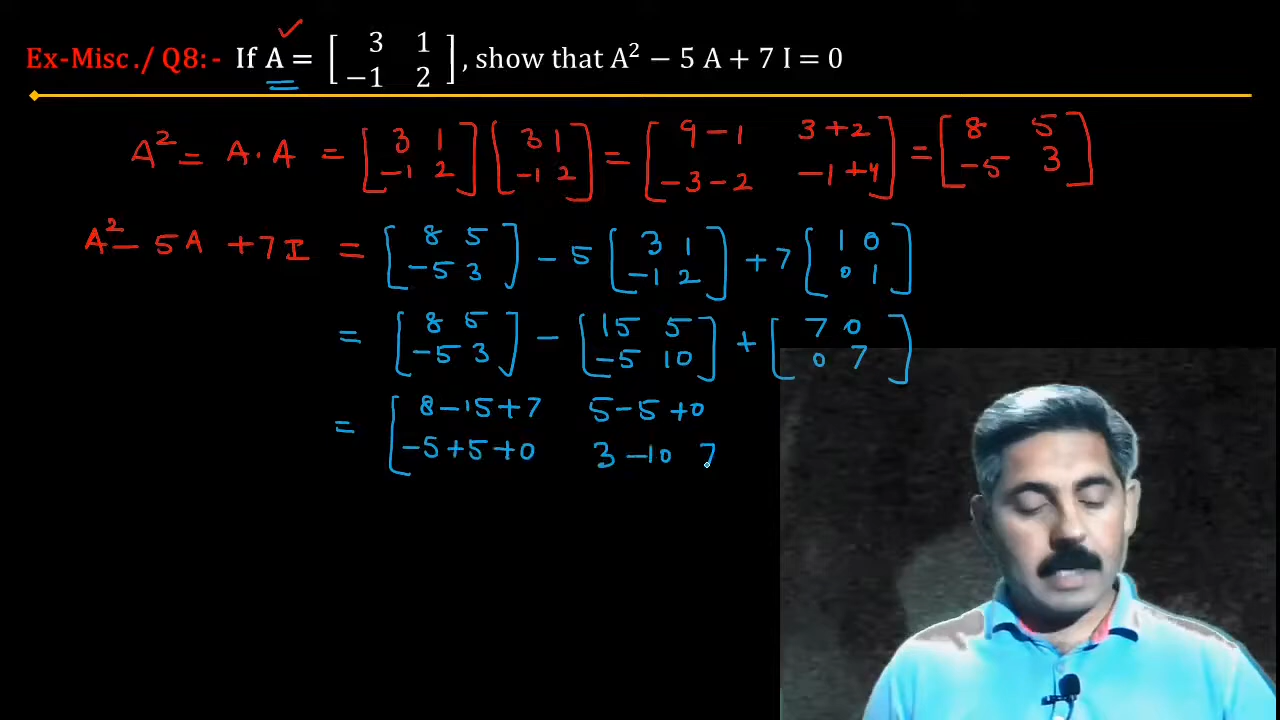 Ex-Misc./ Q8:- If A = [ 3 1 ; −1 2 ], show that A² − 5 A + 7 I = 0
A² = A · A = [ 3 1 ; -1 2 ] [ 3 1 ; -1 2 ] = [ 9 - 1 3 + 2 ; -3 - 2 -1 + 4 ] = [ 8 5 ; -5 3 ]
A² - 5A + 7I = [ 8 5 ; -5 3 ] - 5 [ 3 1 ; -1 2 ] + 7 [ 1 0 ; 0 1 ]
= [ 8 5 ; -5 3 ] - [ 15 5 ; -5 10 ] + [ 7 0 ; 0 7 ]
= [ 8 - 15 + 7 5 - 5 + 0 ; -5 + 5 + 0 3 - 10 7